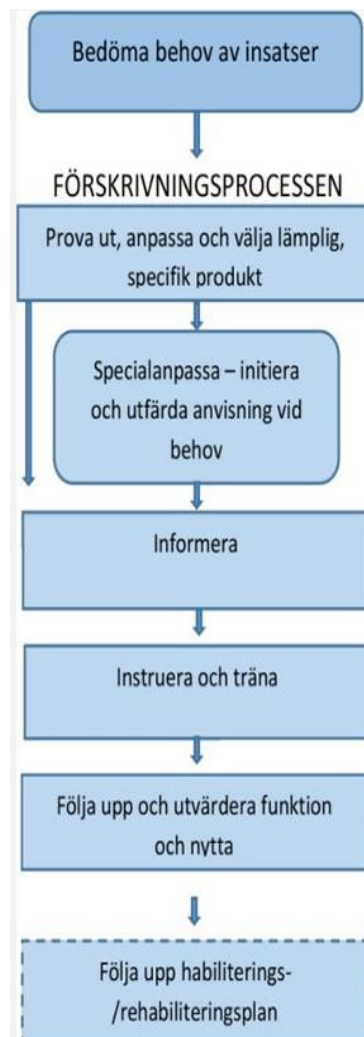 Bedöma behov av insatser
FÖRSKRIVNINGSPROCESSEN
Prova ut, anpassa och välja lämplig,
specifik produkt
Specialanpassa – initiera
och utfärda anvisning vid
behov
Informera
Instruera och träna
Följa upp och utvärdera funktion
och nytta
Följa upp habiliterings-
/rehabiliteringsplan